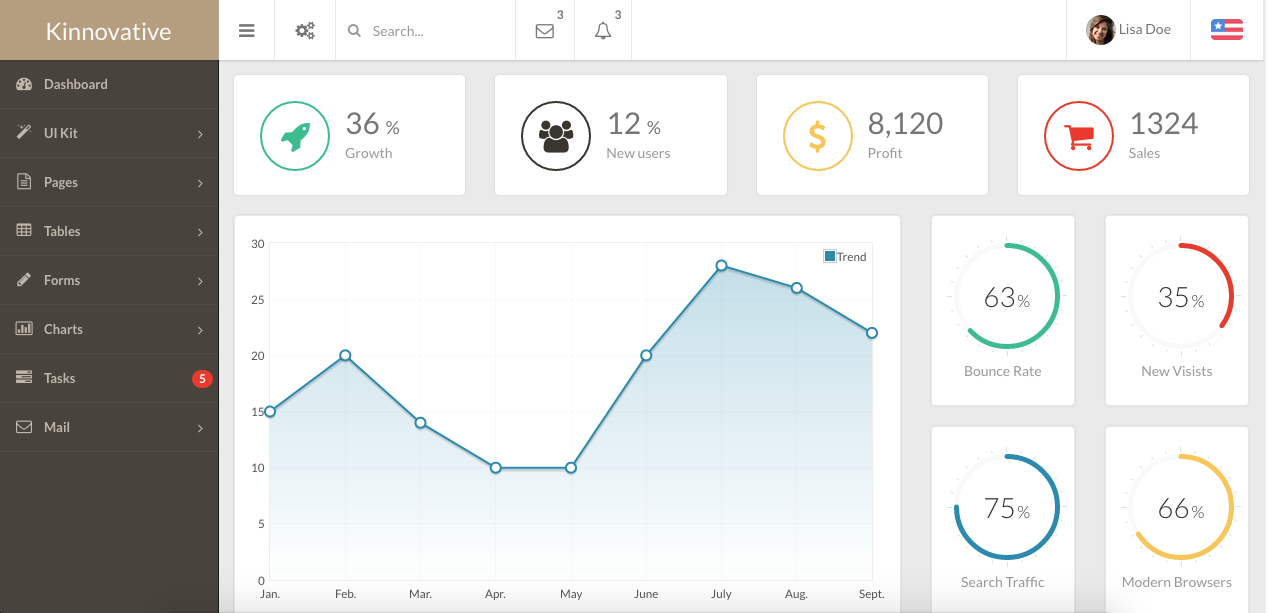 Kinnovative
Search...
3
3
Lisa Doe
Dashboard
UI Kit
Pages
Tables
Forms
Charts
Tasks
5
Mail
36 %
Growth
12 %
New users
8,120
Profit
1324
Sales
30
25
20
15
10
5
0
Trend
Jan.
Feb.
Mar.
Apr.
May
June
July
Aug.
Sept.
63%
Bounce Rate
35%
New Visists
75%
Search Traffic
66%
Modern Browsers